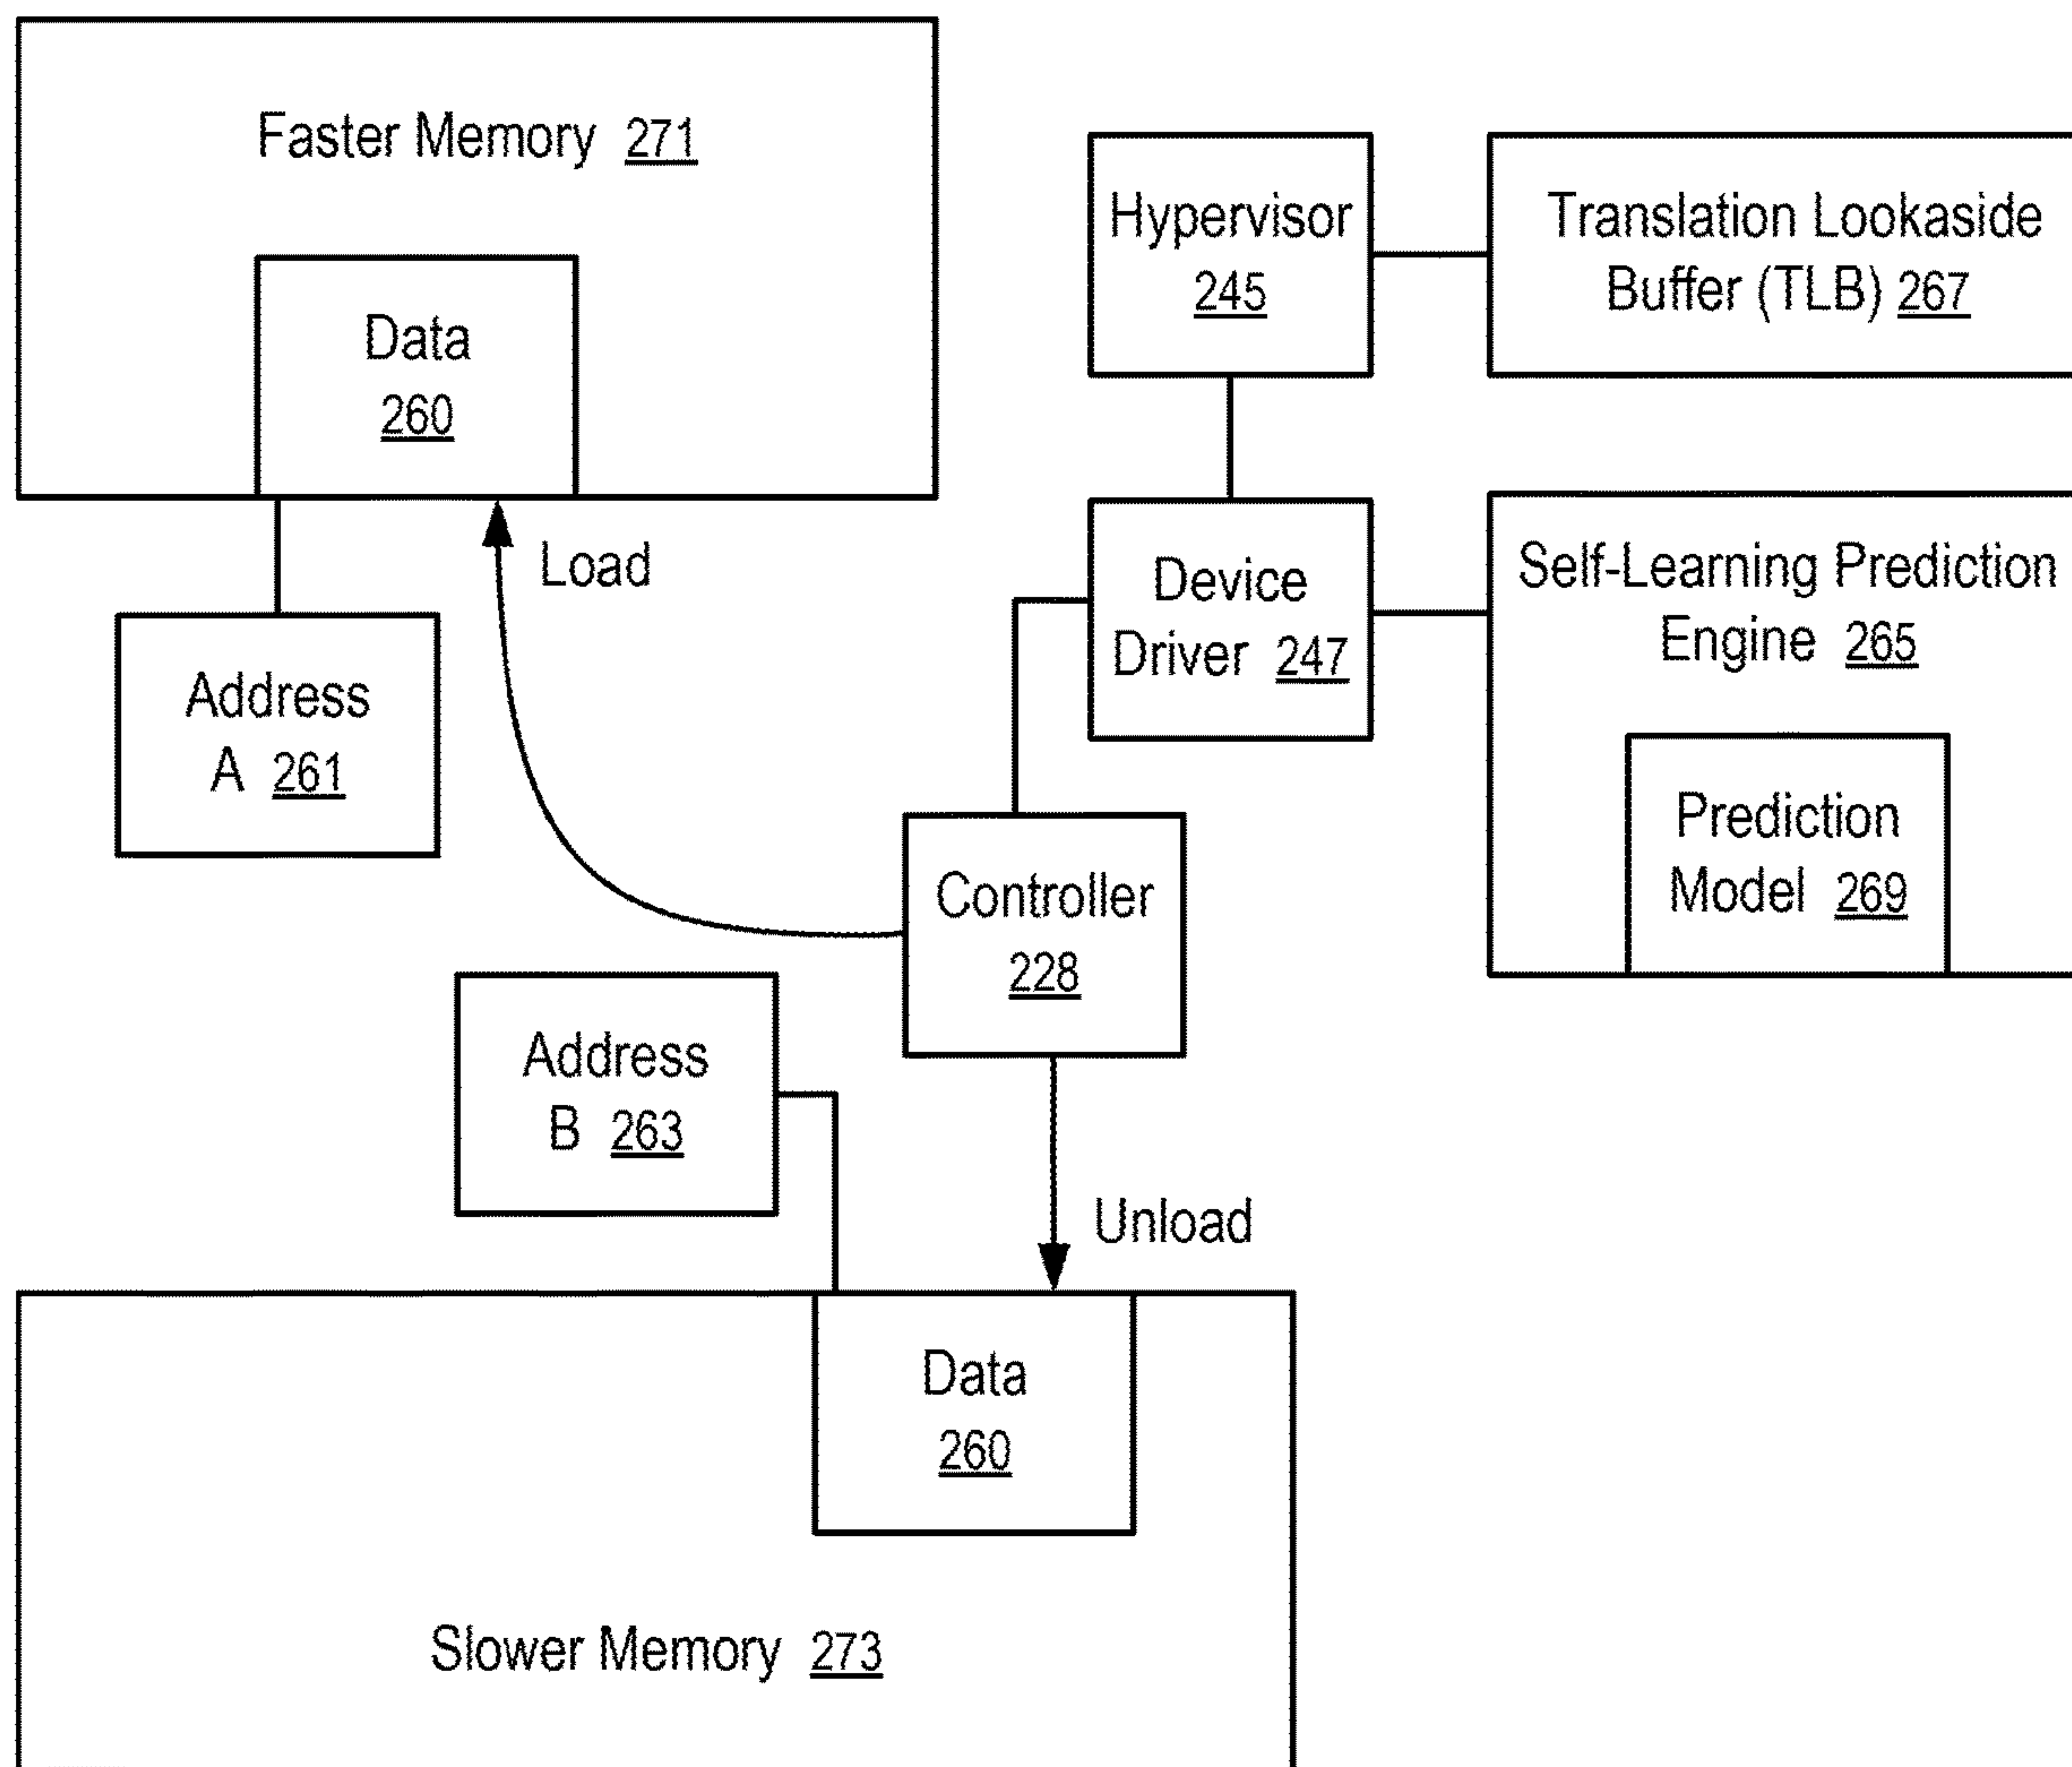 Faster Memory 271
Data
260
Hypervisor
245
Translation Lookaside
Buffer (TLB) 267
Load
Address
A 261
Device
Driver 247
Self-Learning Prediction
Engine 265
Prediction
Model 269
Controller
228
Address
B 263
Unload
Data
260
Slower Memory 273